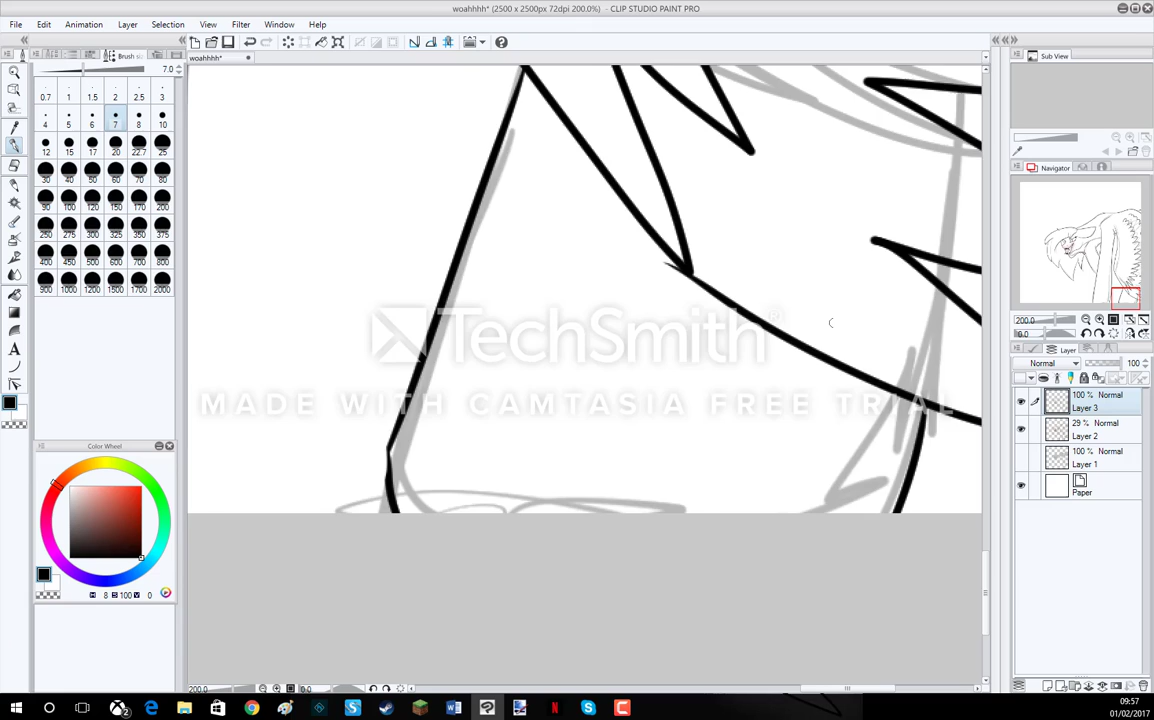 woahhhh* (2500 x 2500px 72dpi 200.0%) - CLIP STUDIO PAINT PRO
File Edit Animation Layer Selection View Filter Window Help
Brush
woahhhh*
7.0
0.7 1 1.5 2 2.5 3
4 5 6 7 8 10
12 15 17 20 22.7 25
30 40 50 60 70 80
90 100 120 150 170 200
250 275 300 325 350 375
400 450 500 600 700 800
900 1000 1200 1500 1700 2000
Color Wheel
H 8 S 100 V 0
TechSmith®
MADE WITH CAMTASIA FREE TRIAL
200.0 0.0
Sub View
Navigator
200.0
0.0
Layer
Normal 100
100 % Normal
Layer 3
29 % Normal
Layer 2
100 % Normal
Layer 1
Paper
09:57
01/02/2017